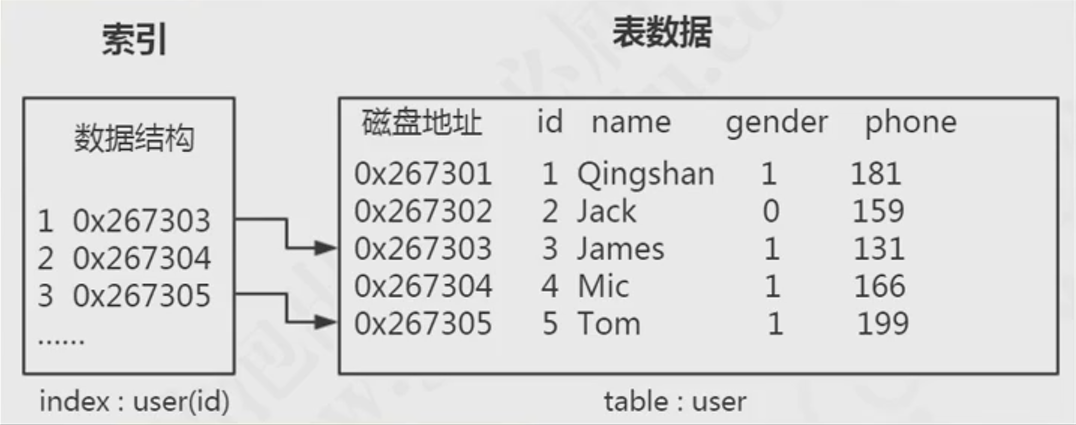 索引
数据结构
1 0x267303
2 0x267304
3 0x267305
......
index : user(id)
表数据
磁盘地址 id name gender phone
0x267301 1 Qingshan 1 181
0x267302 2 Jack 0 159
0x267303 3 James 1 131
0x267304 4 Mic 1 166
0x267305 5 Tom 1 199
table : user